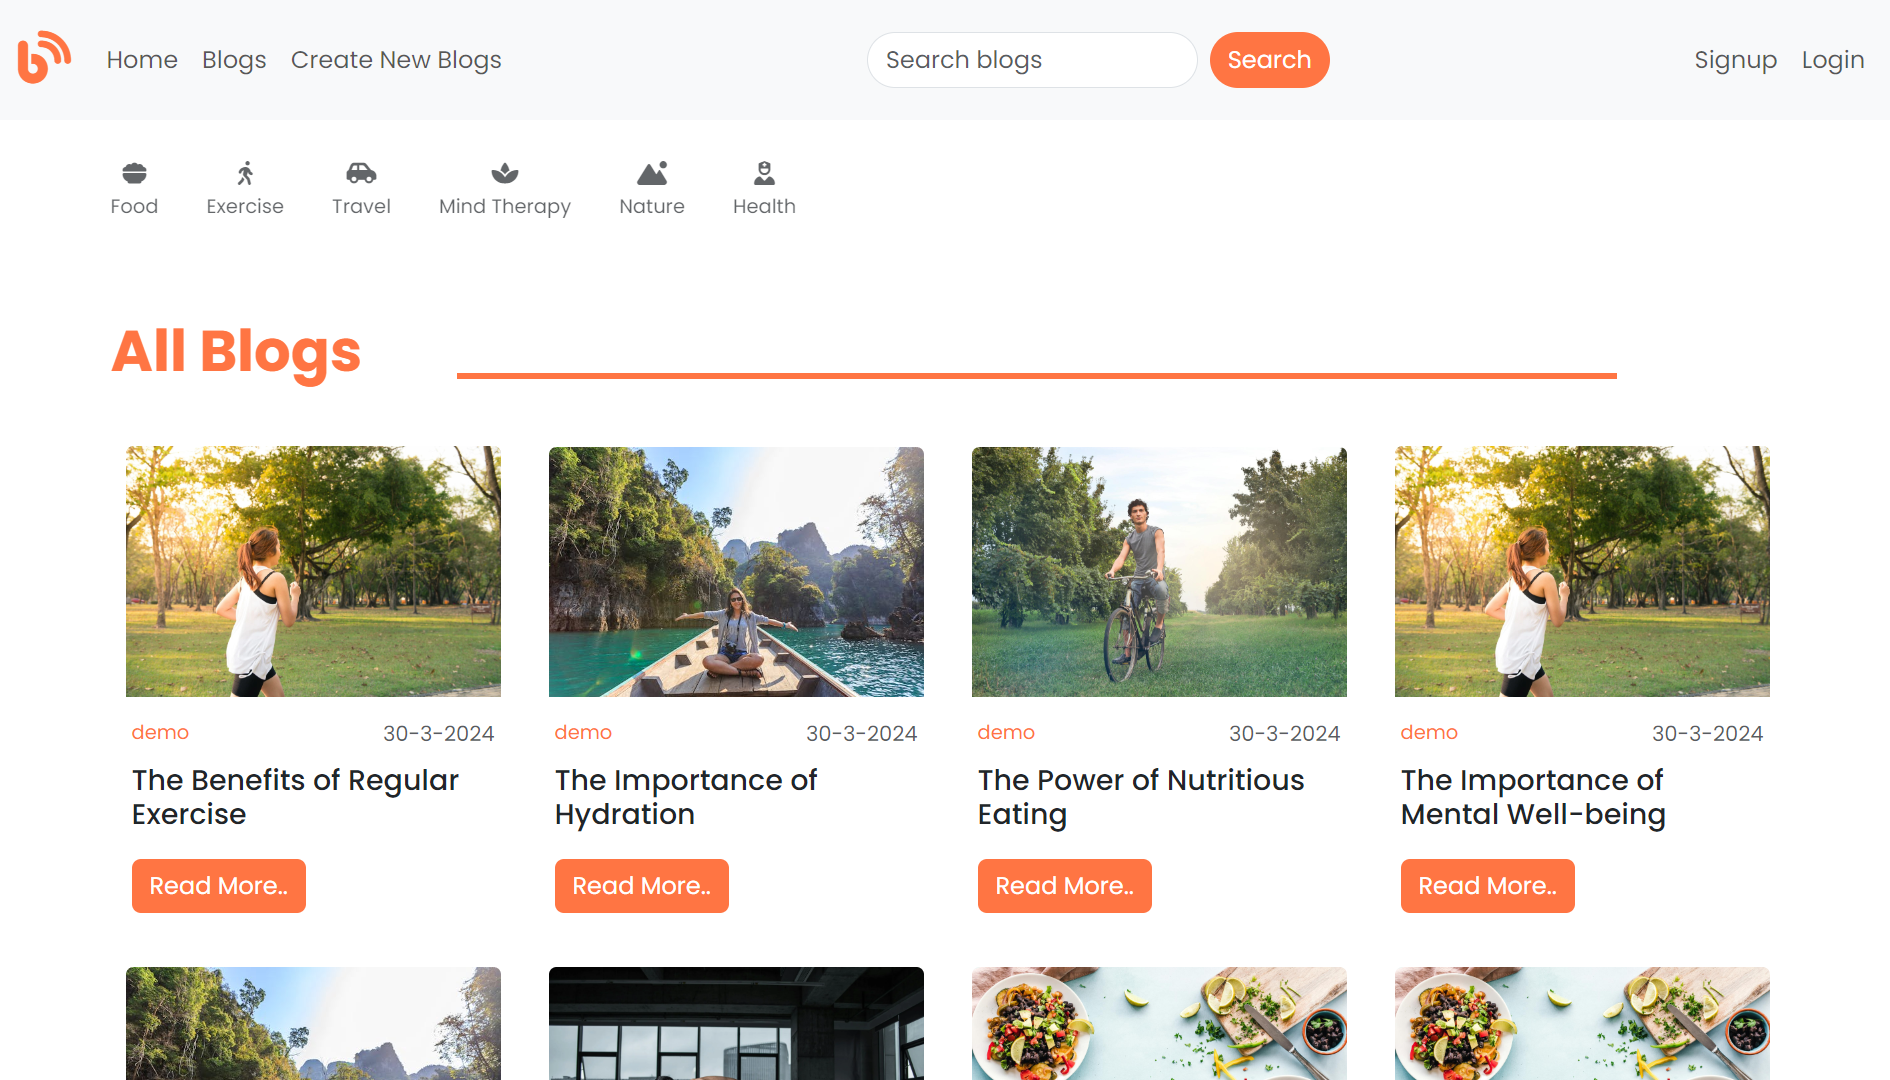 Home Blogs Create New Blogs Search blogs Search Signup Login
Food Exercise Travel Mind Therapy Nature Health
All Blogs
demo 30-3-2024
The Benefits of Regular
Exercise
Read More..
demo 30-3-2024
The Importance of
Hydration
Read More..
demo 30-3-2024
The Power of Nutritious
Eating
Read More..
demo 30-3-2024
The Importance of
Mental Well-being
Read More..